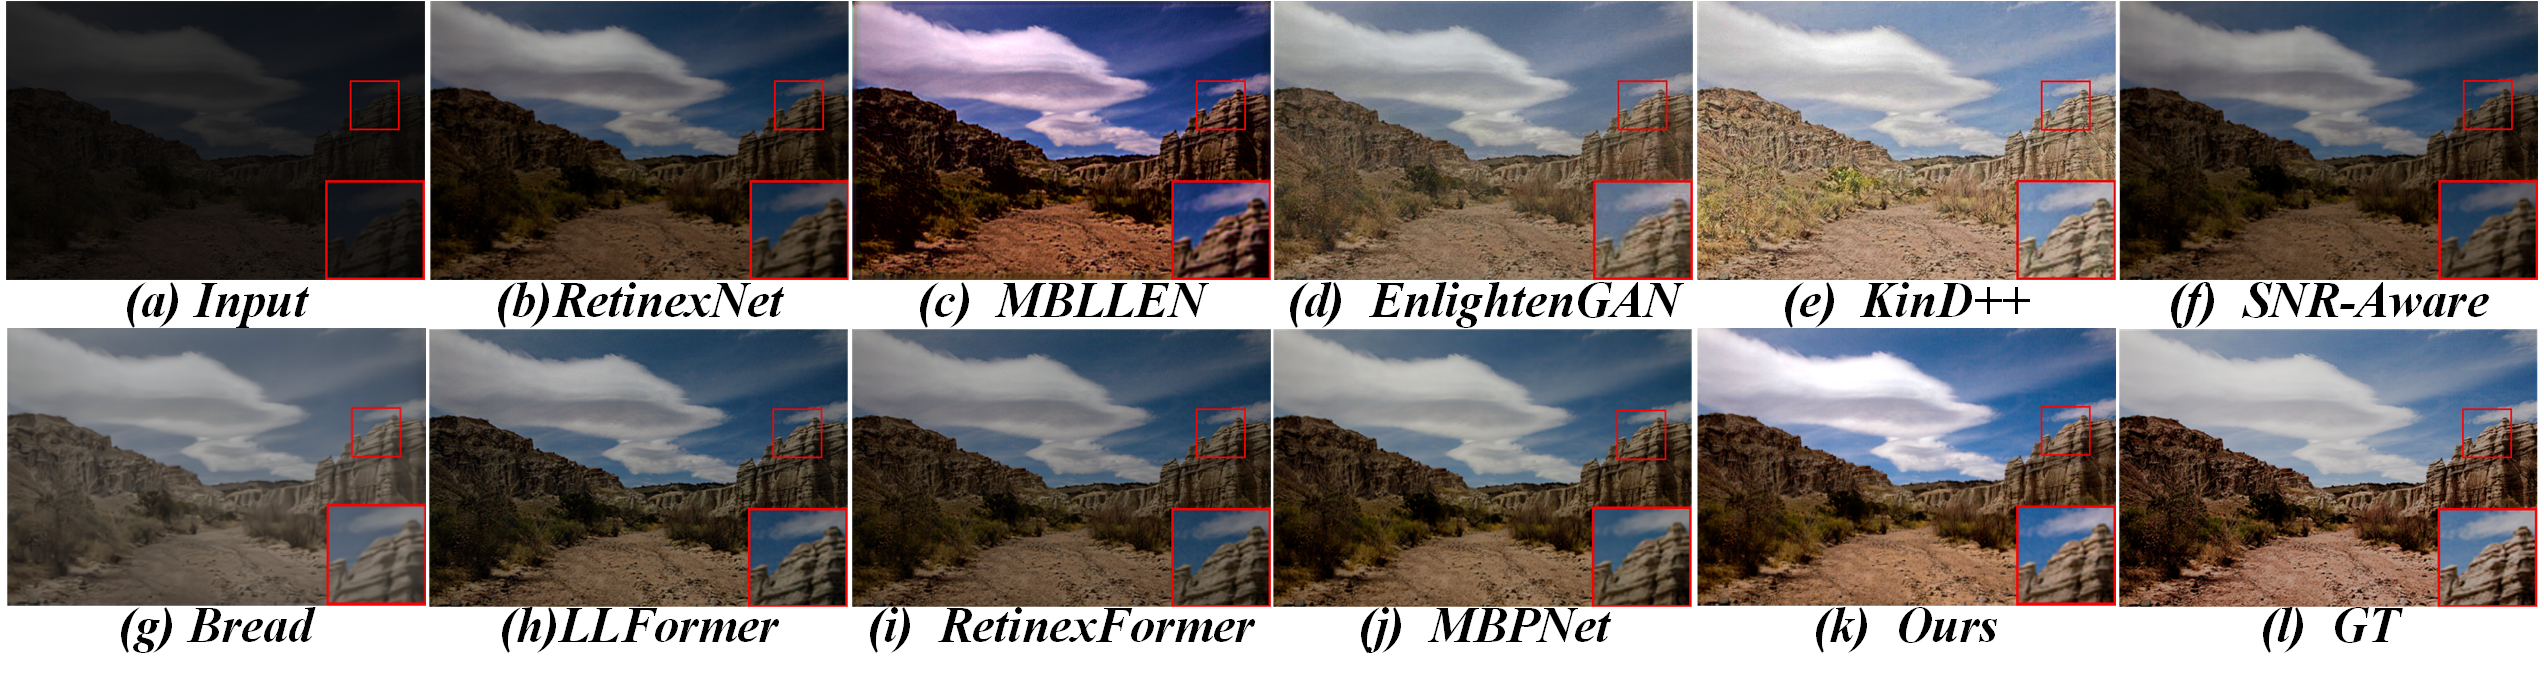 (a) Input (b)RetinexNet (c) MBLLEN (d) EnlightenGAN (e) KinD++ (f) SNR-Aware
(g) Bread (h)LLFormer (i) RetinexFormer (j) MBPNet (k) Ours (l) GT